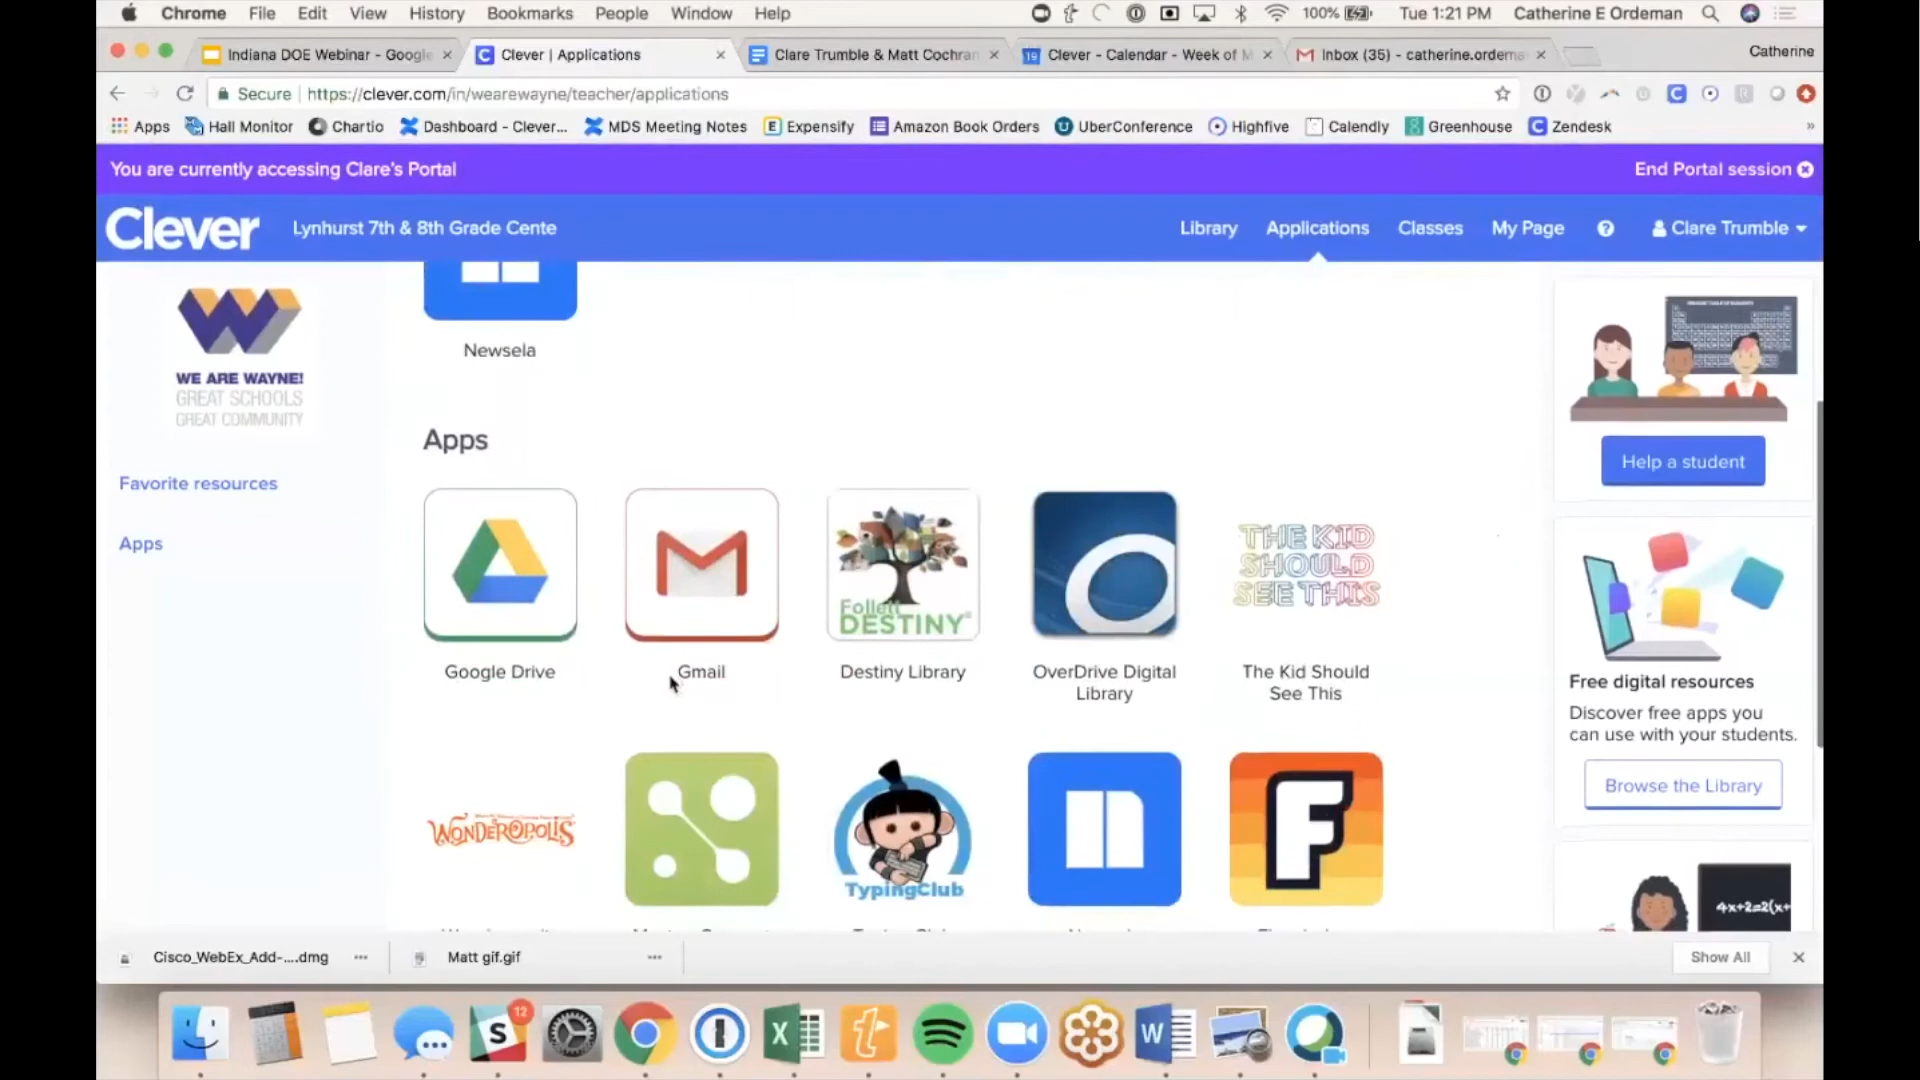 Chrome File Edit View History Bookmarks People Window Help 100% Tue 1:21 PM Catherine E Ordeman
Indiana DOE Webinar - Google Clever | Applications Clare Trumble & Matt Cochran Clever - Calendar - Week of M Inbox (35) - catherine.ordema Catherine
Secure https://clever.com/in/wearewayne/teacher/applications
Apps Hall Monitor Chartio Dashboard - Clever... MDS Meeting Notes Expensify Amazon Book Orders UberConference Highfive Calendly Greenhouse Zendesk »
You are currently accessing Clare's Portal End Portal session
Clever Lynhurst 7th & 8th Grade Cente Library Applications Classes My Page Clare Trumble
WE ARE WAYNE!
GREAT SCHOOLS
GREAT COMMUNITY
Favorite resources
Apps
Newsela
Apps
Follett
DESTINY
THE KID
SHOULD
SEE THIS
Google Drive Gmail Destiny Library OverDrive Digital
Library The Kid Should
See This
WONDEROPOLIS
TypingClub
F
Help a student
Free digital resources
Discover free apps you
can use with your students.
Browse the Library
Cisco_WebEx_Add-....dmg Matt gif.gif Show All
12